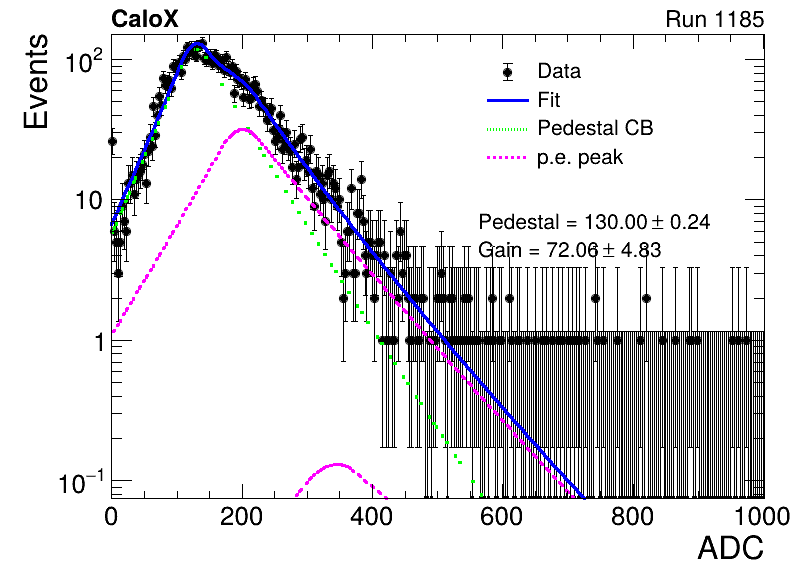 CaloX Run 1185
Events
Data
Fit
Pedestal CB
p.e. peak
Pedestal = 130.00 ± 0.24
Gain = 72.06 ± 4.83
10²
10
1
10⁻¹
0 200 400 600 800 1000
ADC